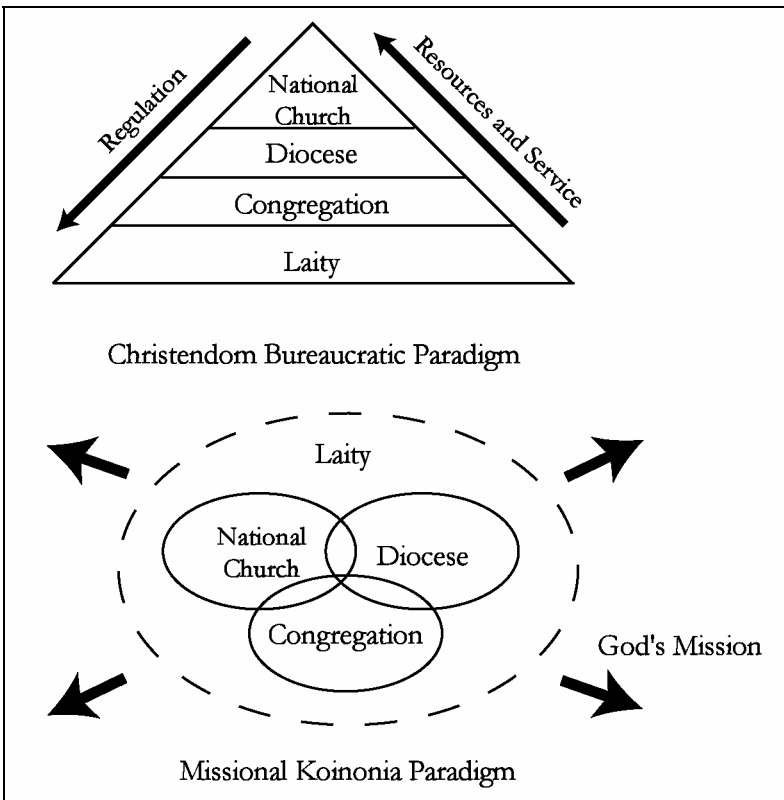 Regulation
National
Church
Resources and Service
Diocese
Congregation
Laity
Christendom Bureaucratic Paradigm
Laity
National
Church
Diocese
Congregation
God's Mission
Missional Koinonia Paradigm